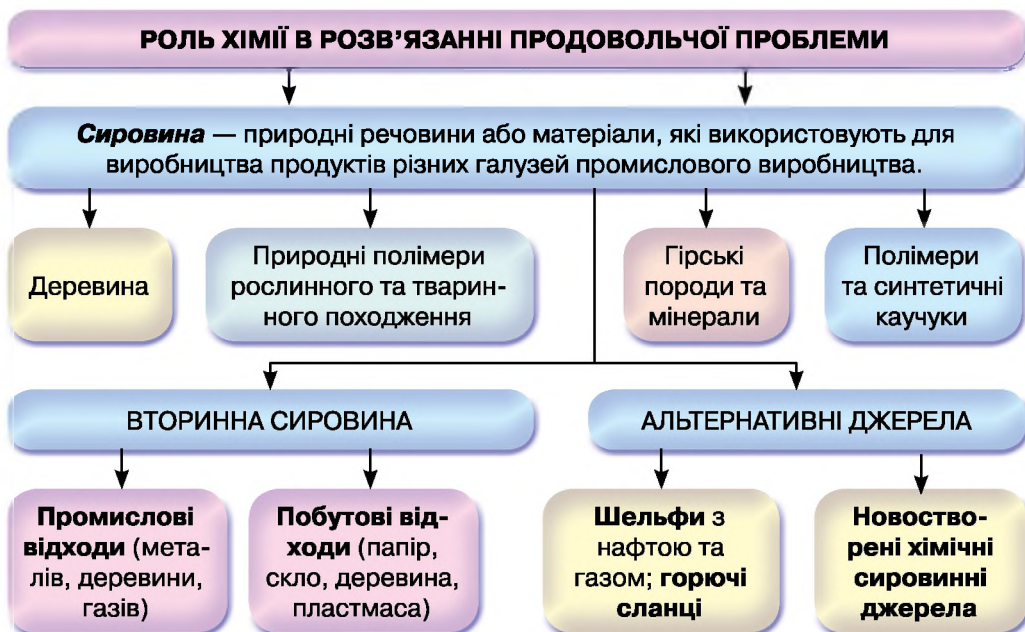 РОЛЬ ХІМІЇ В РОЗВ’ЯЗАННІ ПРОДОВОЛЬЧОЇ ПРОБЛЕМИ
Сировина — природні речовини або матеріали, які використовують для
виробництва продуктів різних галузей промислового виробництва.
Деревина
Природні полімери
рослинного та тварин-
ного походження
Гірські
породи та
мінерали
Полімери
та синтетичні
каучуки
ВТОРИННА СИРОВИНА
АЛЬТЕРНАТИВНІ ДЖЕРЕЛА
Промислові
відходи (мета-
лів, деревини,
газів)
Побутові від-
ходи (папір,
скло, деревина,
пластмаса)
Шельфи з
нафтою та
газом; горючі
сланці
Новоство-
рені хімічні
сировинні
джерела